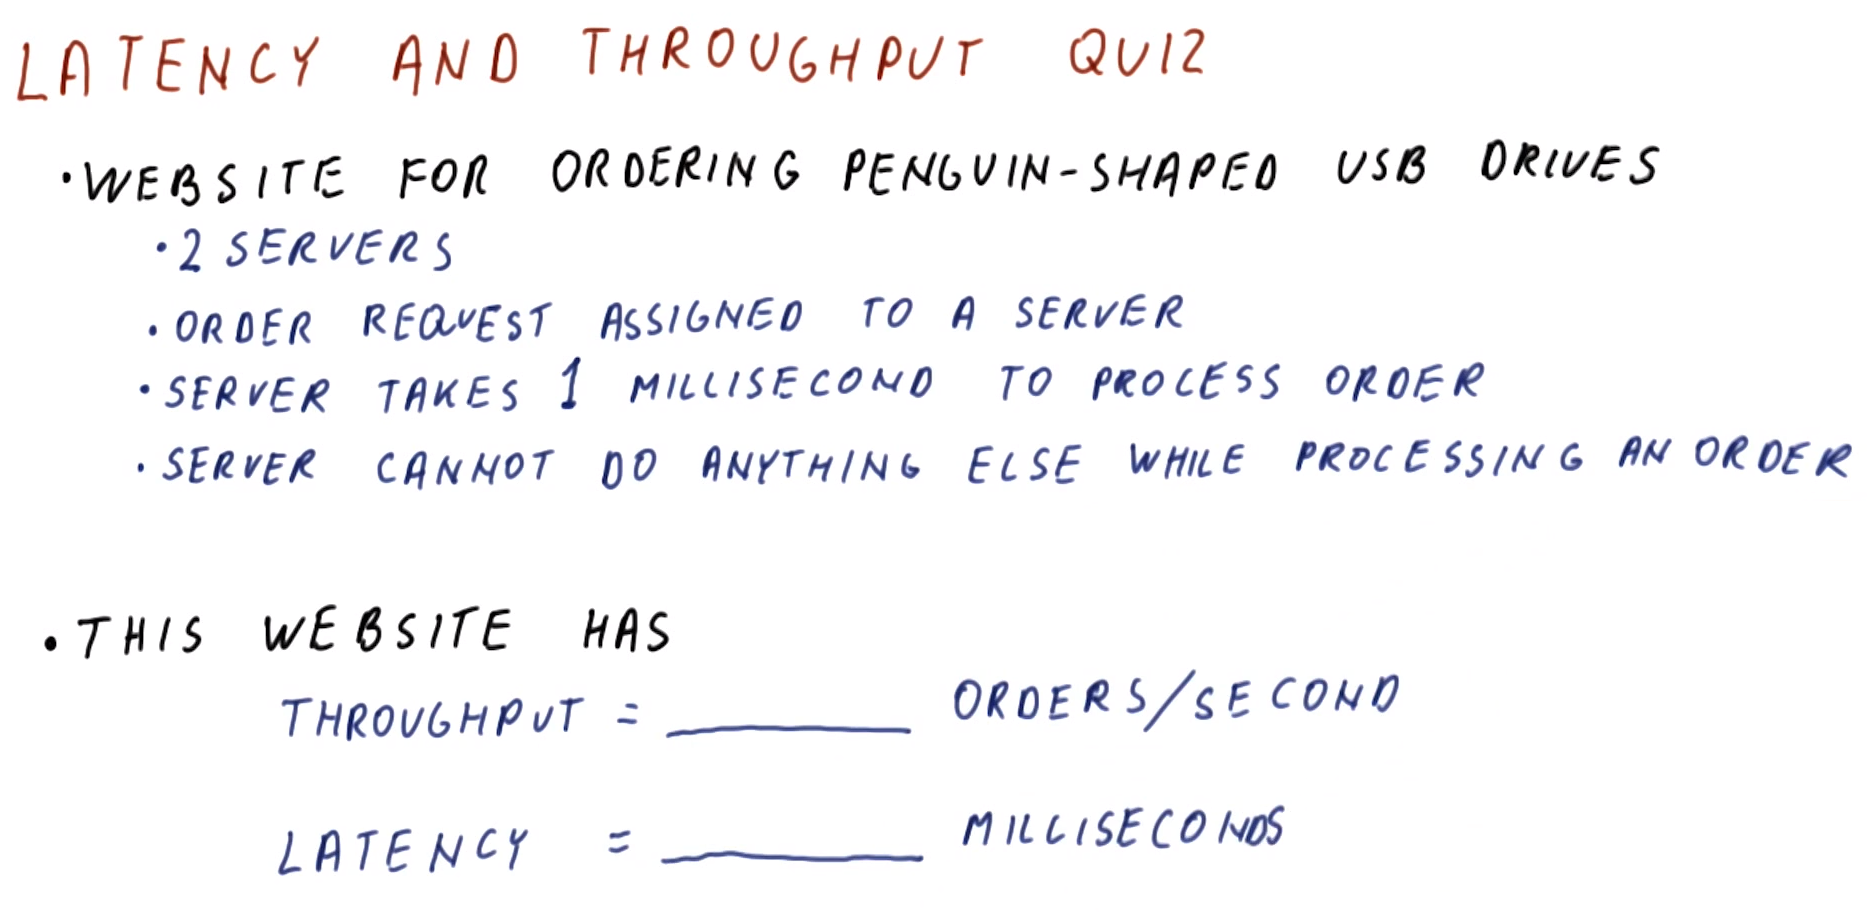 LATENCY AND THROUGHPUT QUIZ
• WEBSITE FOR ORDERING PENGUIN-SHAPED USB DRIVES
• 2 SERVERS
• ORDER REQUEST ASSIGNED TO A SERVER
• SERVER TAKES 1 MILLISECOND TO PROCESS ORDER
• SERVER CANNOT DO ANYTHING ELSE WHILE PROCESSING AN ORDER
• THIS WEBSITE HAS
THROUGHPUT = ________ ORDERS/SECOND
LATENCY = ________ MILLISECONDS